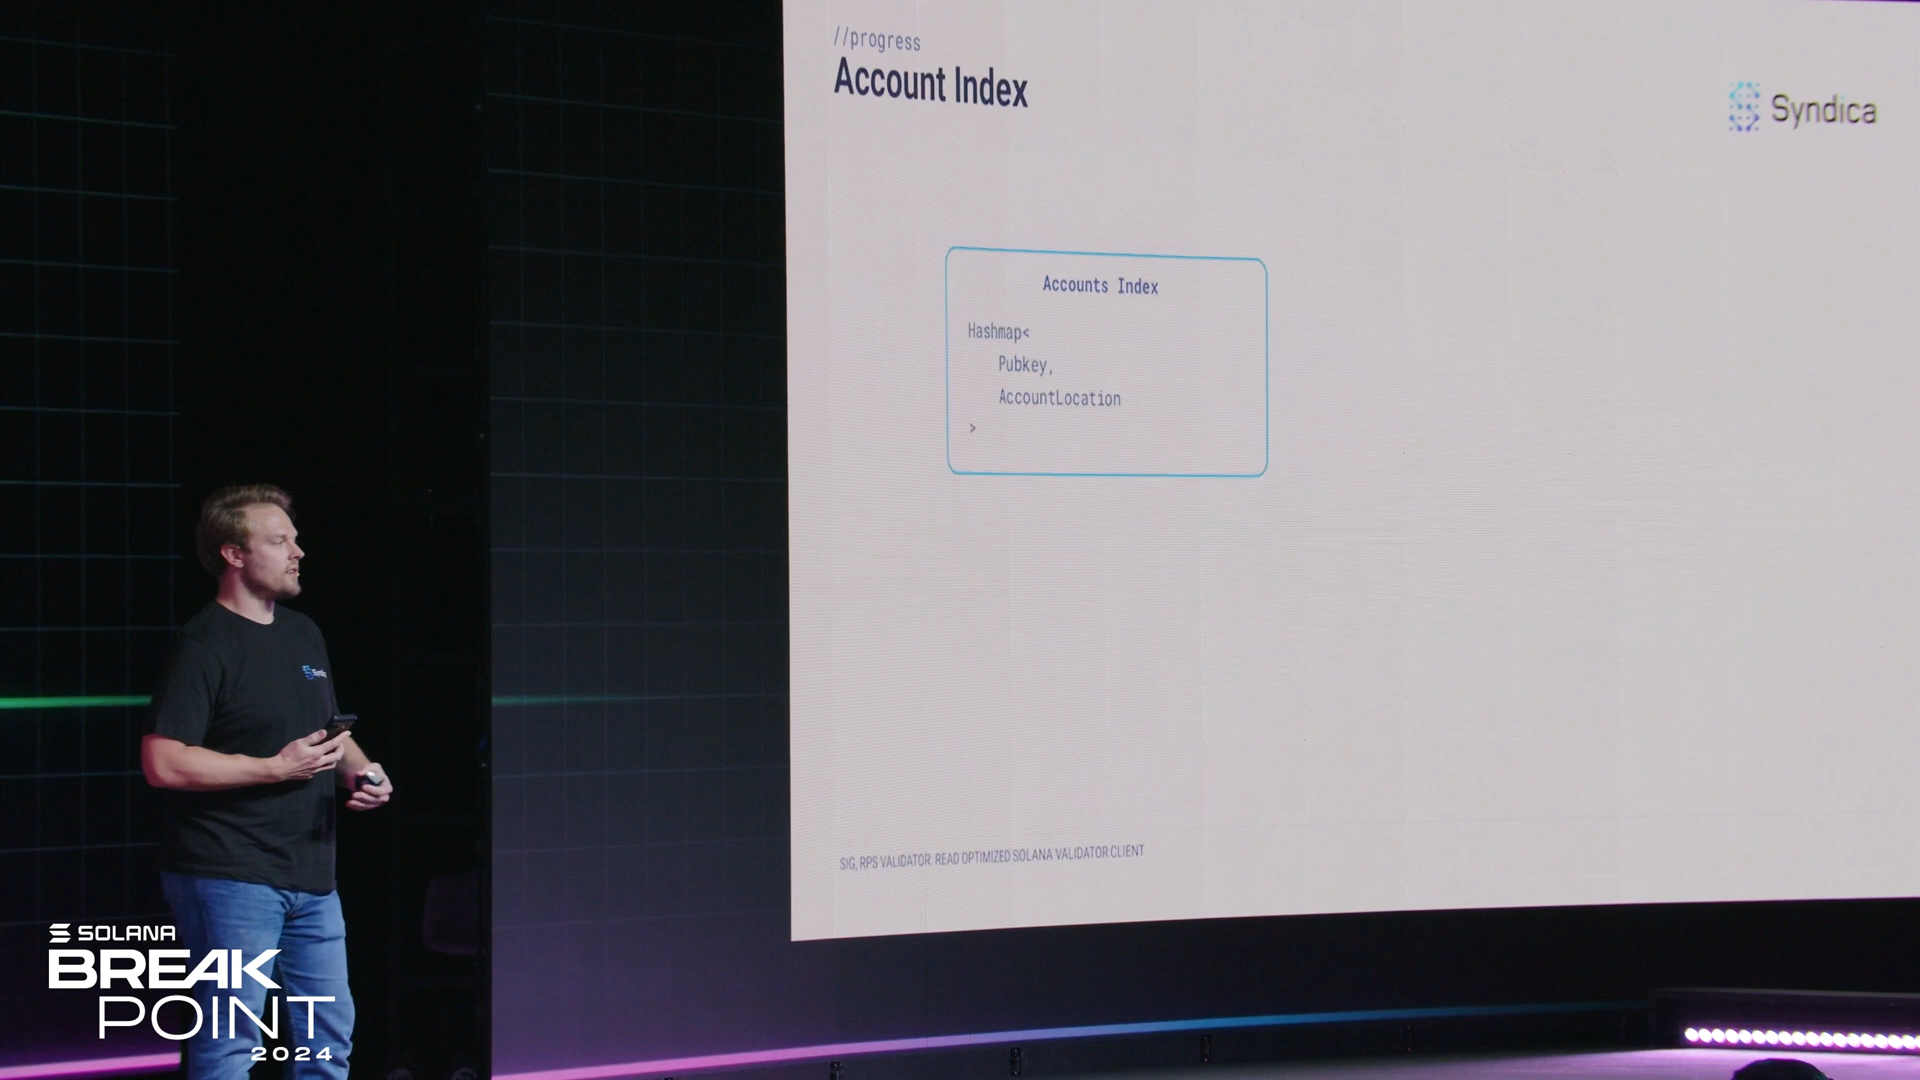 //progress
Account Index
Syndica
Accounts Index
Hashmap<
Pubkey,
AccountLocation
>
SIG, RPS VALIDATOR: READ OPTIMIZED SOLANA VALIDATOR CLIENT
SOLANA
BREAK
POINT
2024